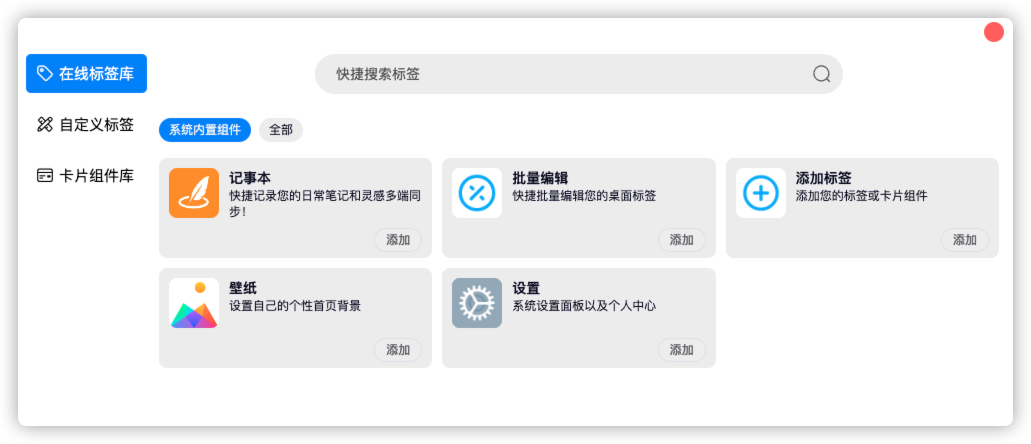 在线标签库
自定义标签
卡片组件库
快捷搜索标签
系统内置组件
全部
记事本
快捷记录您的日常笔记和灵感多端同
步！
添加
批量编辑
快捷批量编辑您的桌面标签
添加
添加标签
添加您的标签或卡片组件
添加
壁纸
设置自己的个性首页背景
添加
设置
系统设置面板以及个人中心
添加